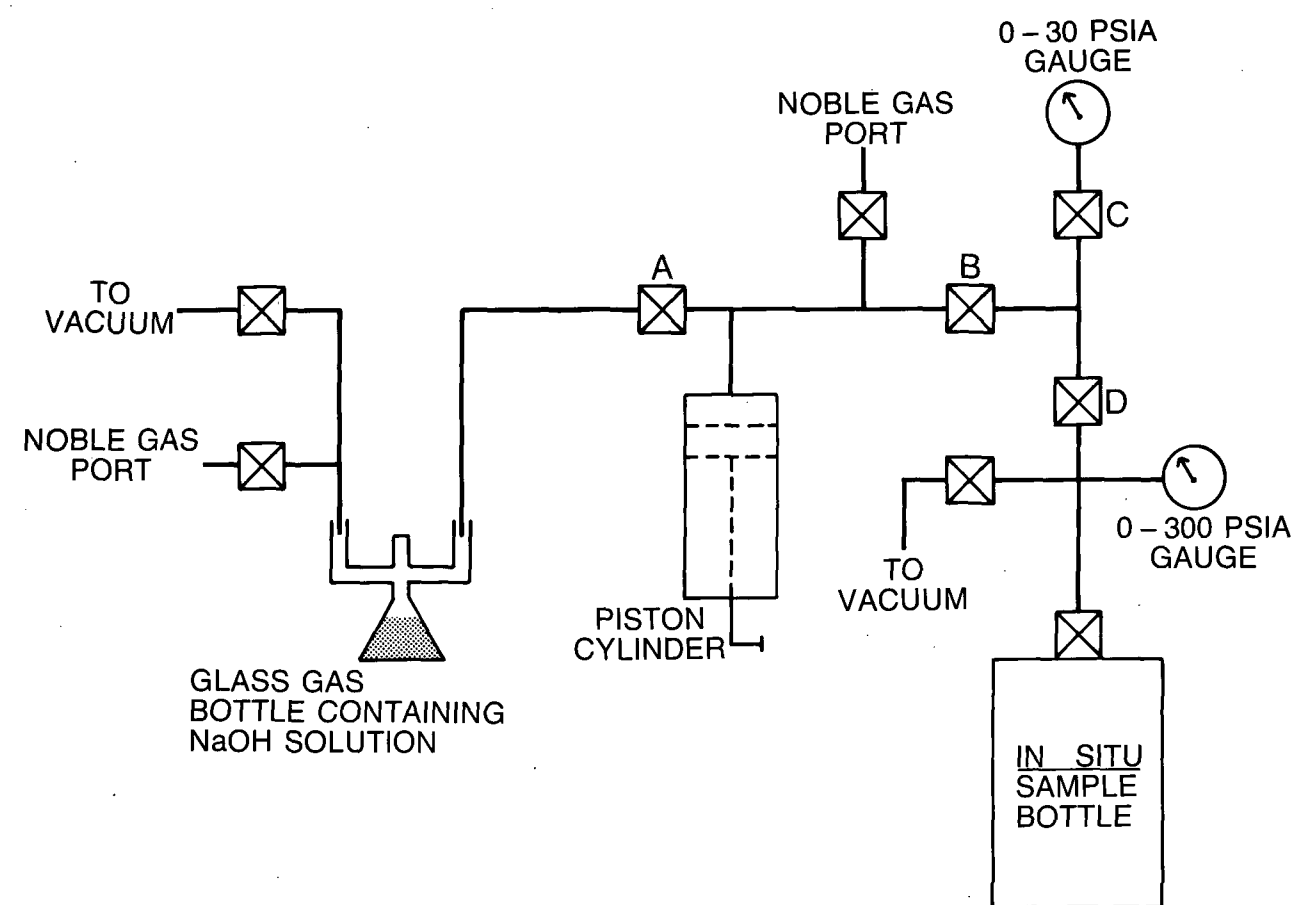 0 – 30 PSIA
GAUGE
NOBLE GAS
PORT
C
A
B
TO
VACUUM
D
NOBLE GAS
PORT
0 – 300 PSIA
GAUGE
TO
VACUUM
PISTON
CYLINDER
GLASS GAS
BOTTLE CONTAINING
NaOH SOLUTION
IN SITU
SAMPLE
BOTTLE